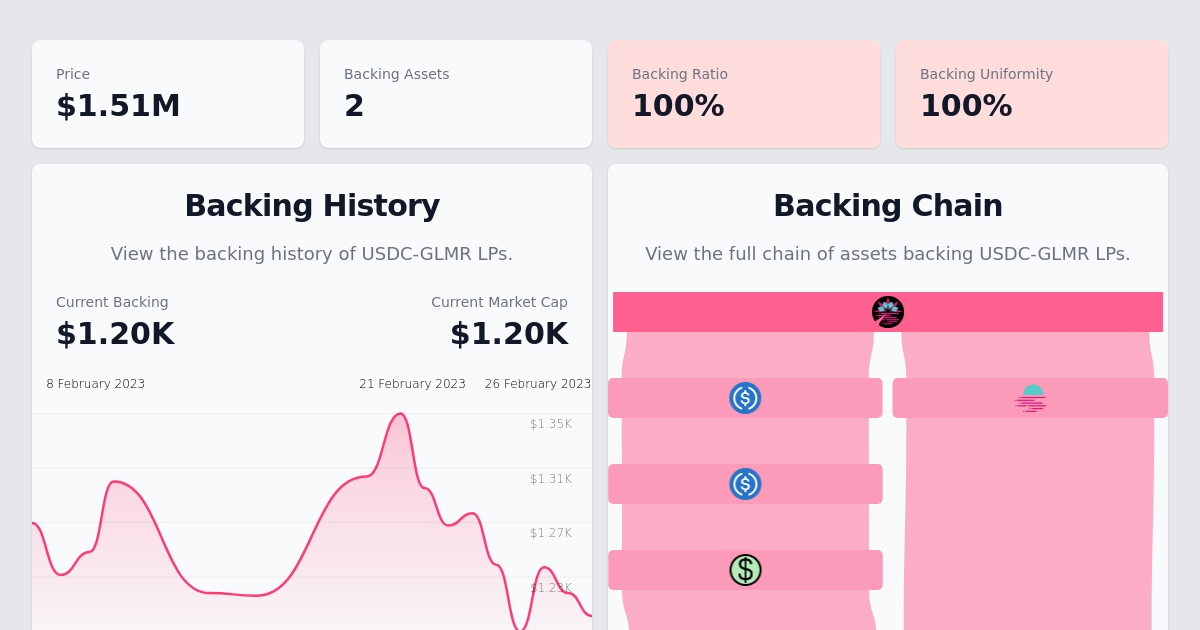 Price
$1.51M
Backing Assets
2
Backing Ratio
100%
Backing Uniformity
100%
Backing History
View the backing history of USDC-GLMR LPs.
Current Backing
$1.20K
Current Market Cap
$1.20K
8 February 2023
21 February 2023
26 February 2023
$1.35K
$1.31K
$1.27K
$1.23K
Backing Chain
View the full chain of assets backing USDC-GLMR LPs.
$
$
$